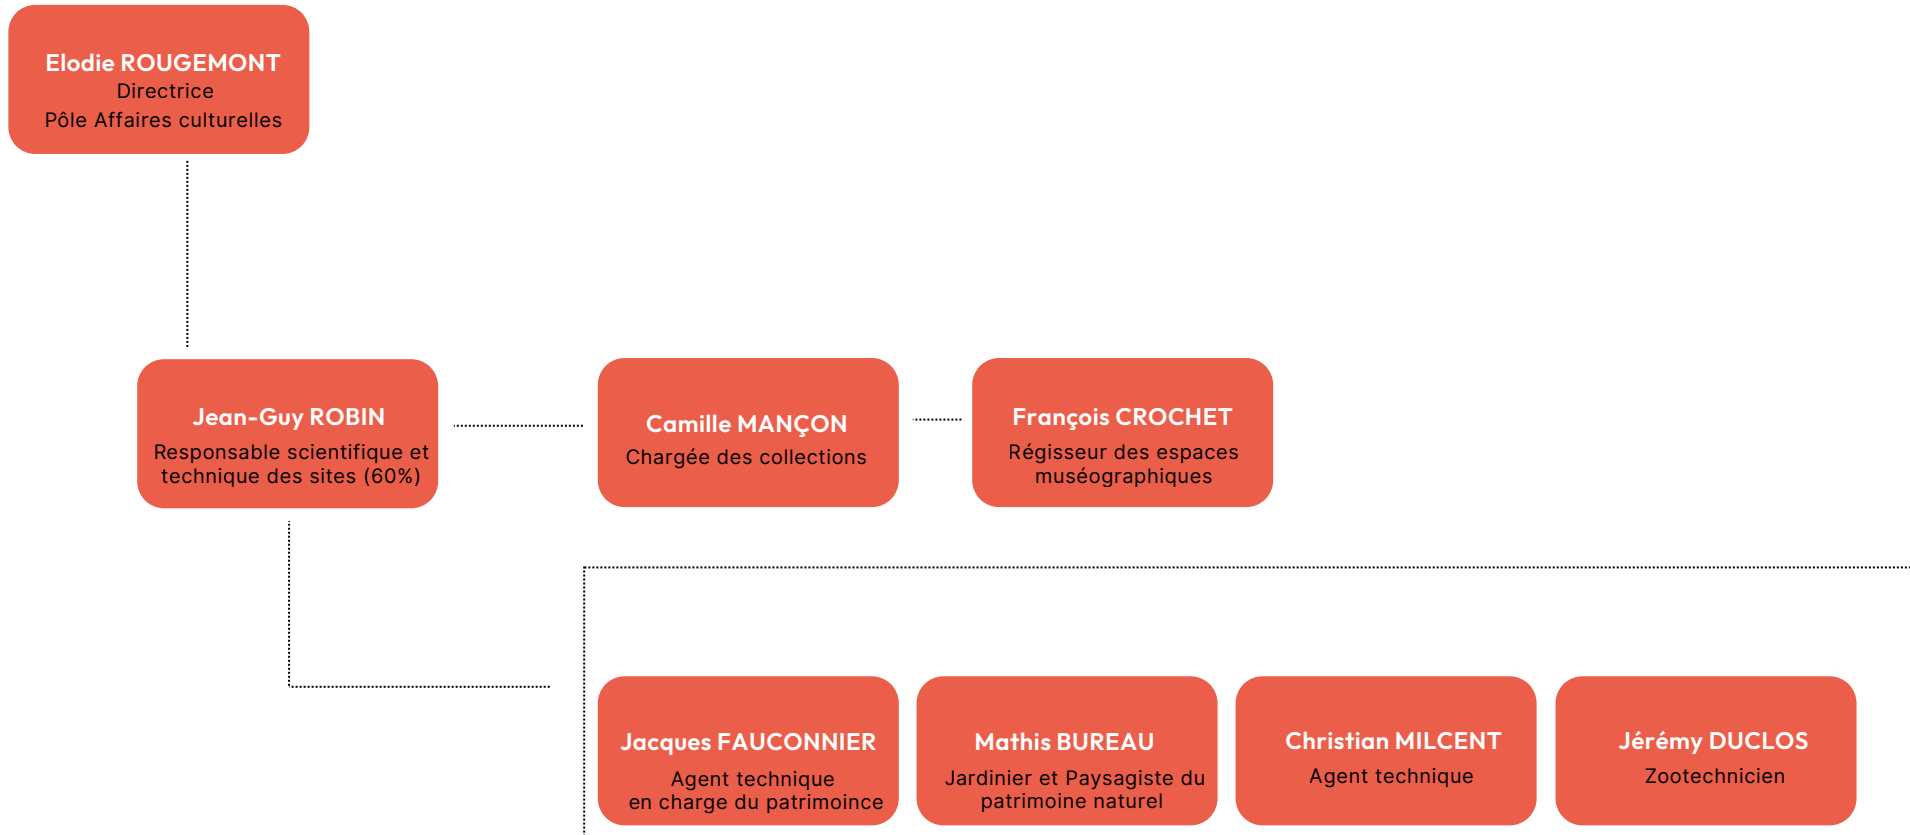 Elodie ROUGEMONT
Directrice
Pôle Affaires culturelles
Jean-Guy ROBIN
Responsable scientifique et
technique des sites (60%)
Camille MANÇON
Chargée des collections
François CROCHET
Régisseur des espaces
muséographiques
Jacques FAUCONNIER
Agent technique
en charge du patrimoince
Mathis BUREAU
Jardinier et Paysagiste du
patrimoine naturel
Christian MILCENT
Agent technique
Jérémy DUCLOS
Zootechnicien